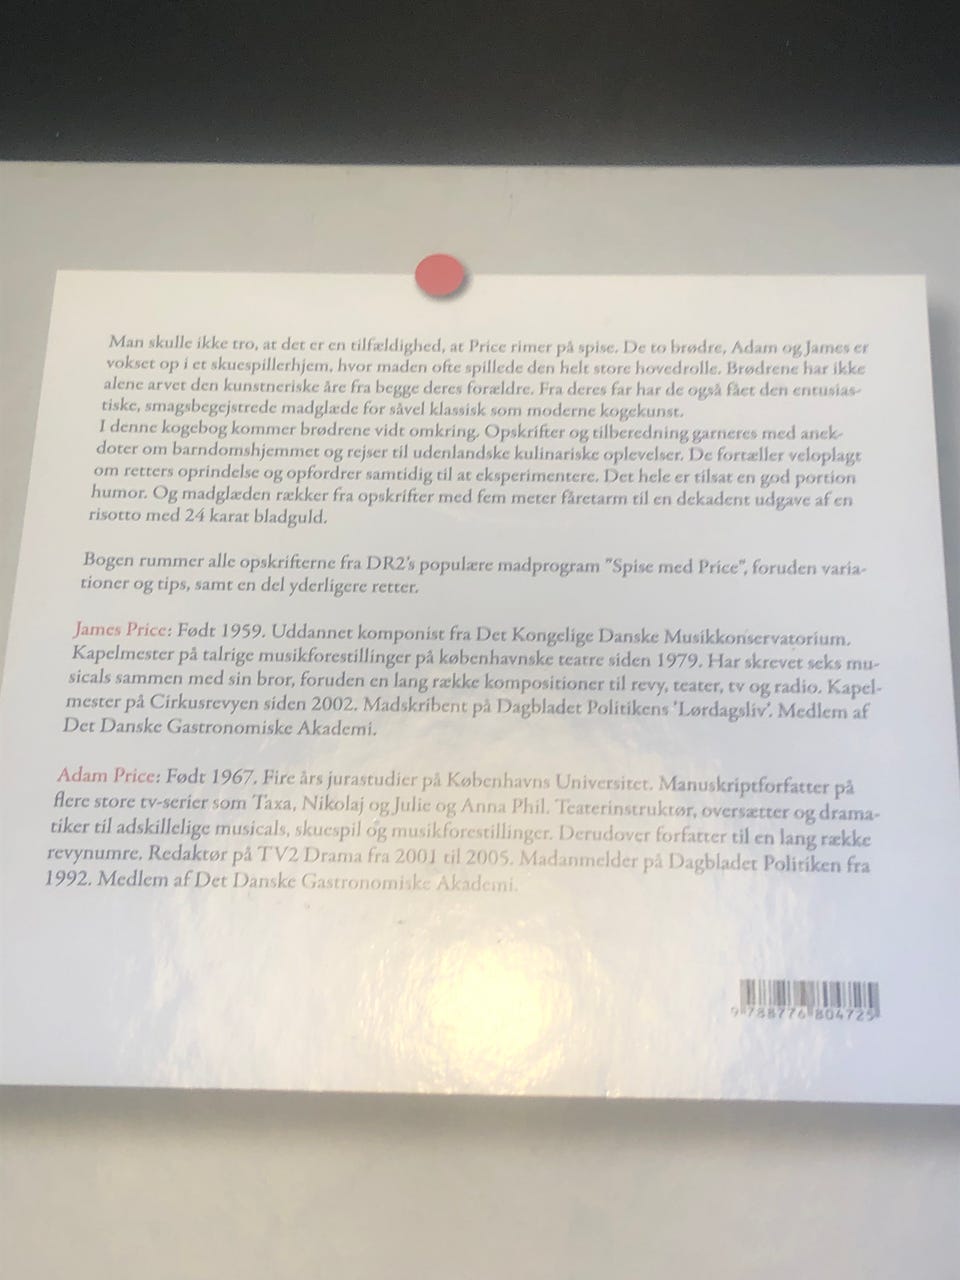 Man skulle ikke tro, at det er en tilfældighed, at Price rimer på spise. De to brødre, Adam og James er
vokset op i et skuespillerhjem, hvor maden ofte spillede den helt store hovedrolle. Brødrene har ikke
alene arvet den kunstneriske åre fra begge deres forældre. Fra deres far har de også fået den entusias-
tiske, smagsbegejstrede madglæde for såvel klassisk som moderne kogekunst.
I denne kogebog kommer brødrene vidt omkring. Opskrifter og tilberedning garneres med anek-
doter om barndomshjemmet og rejser til udenlandske kulinariske oplevelser. De fortæller veloplagt
om retters oprindelse og opfordrer samtidig til at eksperimentere. Det hele er tilsat en god portion
humor. Og madglæden rækker fra opskrifter med fem meter fåretarm til en dekadent udgave af en
risotto med 24 karat bladguld.
Bogen rummer alle opskrifterne fra DR2's populære madprogram "Spise med Price", foruden varia-
tioner og tips, samt en del yderligere retter.
James Price: Født 1959. Uddannet komponist fra Det Kongelige Danske Musikkonservatorium.
Kapelmester på talrige musikforestillinger på københavnske teatre siden 1979. Har skrevet seks mu-
sicals sammen med sin bror, foruden en lang række kompositioner til revy, teater, tv og radio. Kapel-
mester på Cirkusrevyen siden 2002. Madskribent på Dagbladet Politikens 'Lørdagsliv'. Medlem af
Det Danske Gastronomiske Akademi.
Adam Price: Født 1967. Fire års jurastudier på Københavns Universitet. Manuskriptforfatter på
flere store tv-serier som Taxa, Nikolaj og Julie og Anna Phil. Teaterinstruktør, oversætter og drama-
tiker til adskillelige musicals, skuespil og musikforestillinger. Derudover forfatter til en lang række
revynumre. Redaktør på TV2 Drama fra 2001 til 2005. Madanmelder på Dagbladet Politiken fra
1992. Medlem af Det Danske Gastronomiske Akademi.
9 788776 804725